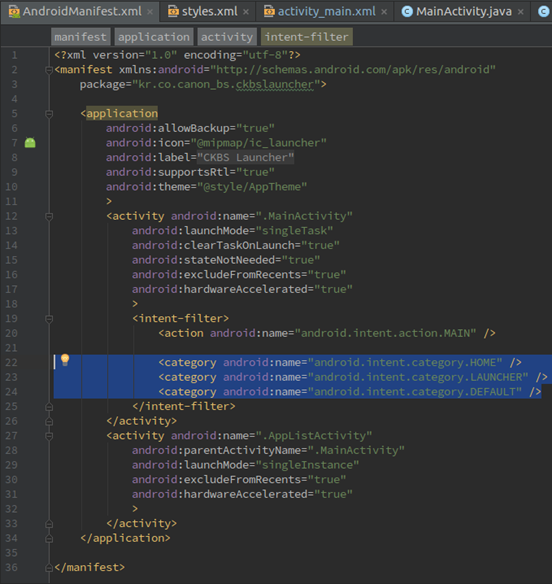 AndroidManifest.xml × styles.xml × activity_main.xml × MainActivity.java ×
manifest application activity intent-filter
1 <?xml version="1.0" encoding="utf-8"?>
2 <manifest xmlns:android="http://schemas.android.com/apk/res/android"
3 package="kr.co.canon_bs.ckbslauncher">
4
5 <application
6 android:allowBackup="true"
7 android:icon="@mipmap/ic_launcher"
8 android:label="CKBS Launcher"
9 android:supportsRtl="true"
10 android:theme="@style/AppTheme"
11 >
12 <activity android:name=".MainActivity"
13 android:launchMode="singleTask"
14 android:clearTaskOnLaunch="true"
15 android:stateNotNeeded="true"
16 android:excludeFromRecents="true"
17 android:hardwareAccelerated="true"
18 >
19 <intent-filter>
20 <action android:name="android.intent.action.MAIN" />
21
22 <category android:name="android.intent.category.HOME" />
23 <category android:name="android.intent.category.LAUNCHER" />
24 <category android:name="android.intent.category.DEFAULT" />
25 </intent-filter>
26 </activity>
27 <activity android:name=".AppListActivity"
28 android:parentActivityName=".MainActivity"
29 android:launchMode="singleInstance"
30 android:excludeFromRecents="true"
31 android:hardwareAccelerated="true"
32 >
33 </activity>
34 </application>
35
36 </manifest>